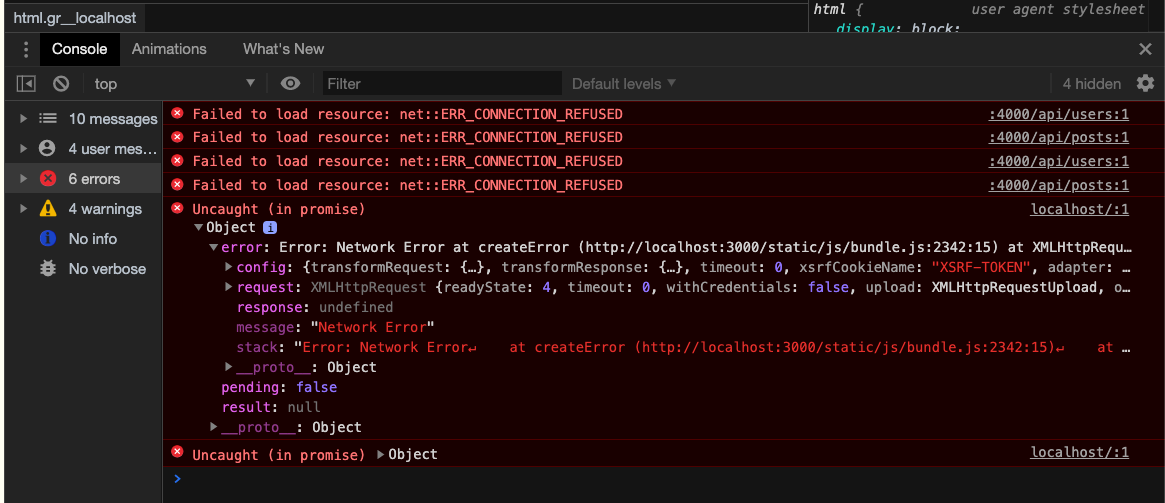 html.gr__localhost
html { user agent stylesheet
display: block;
Console Animations What's New
top Filter Default levels 4 hidden
10 messages
4 user mes…
6 errors
4 warnings
No info
No verbose
Failed to load resource: net::ERR_CONNECTION_REFUSED :4000/api/users:1
Failed to load resource: net::ERR_CONNECTION_REFUSED :4000/api/posts:1
Failed to load resource: net::ERR_CONNECTION_REFUSED :4000/api/users:1
Failed to load resource: net::ERR_CONNECTION_REFUSED :4000/api/posts:1
Uncaught (in promise) localhost/:1
Object i
error: Error: Network Error at createError (http://localhost:3000/static/js/bundle.js:2342:15) at XMLHttpRequ…
config: {transformRequest: {…}, transformResponse: {…}, timeout: 0, xsrfCookieName: "XSRF-TOKEN", adapter: …
request: XMLHttpRequest {readyState: 4, timeout: 0, withCredentials: false, upload: XMLHttpRequestUpload, o…
response: undefined
message: "Network Error"
stack: "Error: Network Error↵    at createError (http://localhost:3000/static/js/bundle.js:2342:15)↵    at …
__proto__: Object
pending: false
result: null
__proto__: Object
Uncaught (in promise) Object localhost/:1